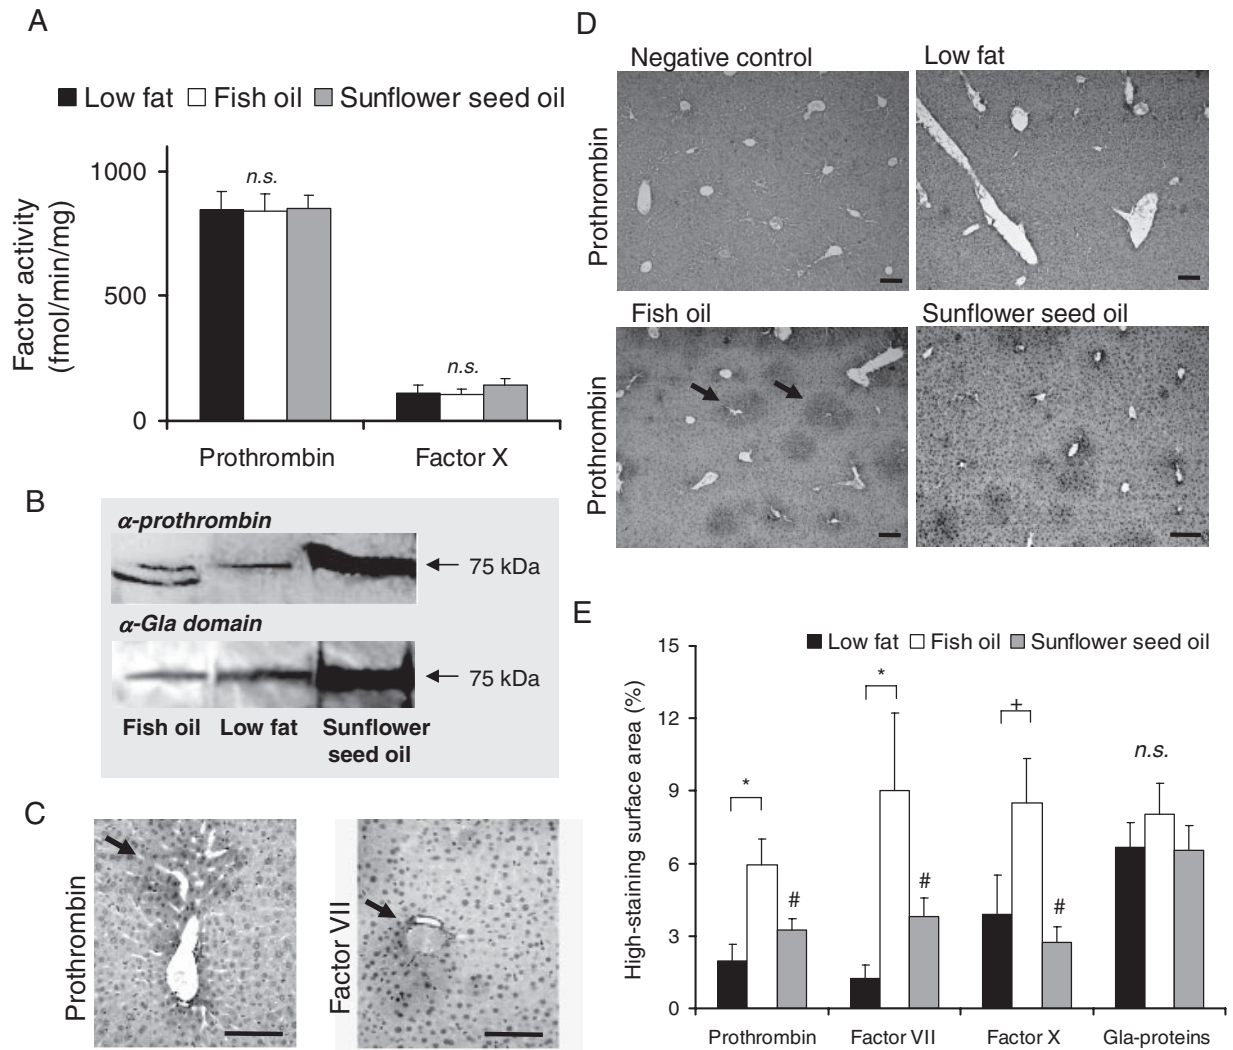 A
Low fat Fish oil Sunflower seed oil
Factor activity
(fmol/min/mg)
1000
500
0
n.s.
n.s.
Prothrombin Factor X
B
α-prothrombin
75 kDa
α-Gla domain
75 kDa
Fish oil Low fat Sunflower
seed oil
C
Prothrombin
Factor VII
D
Negative control Low fat
Prothrombin
Fish oil Sunflower seed oil
Prothrombin
E
Low fat Fish oil Sunflower seed oil
High-staining surface area (%)
15
12
9
6
3
0
* # * # + # n.s.
Prothrombin Factor VII Factor X Gla-proteins